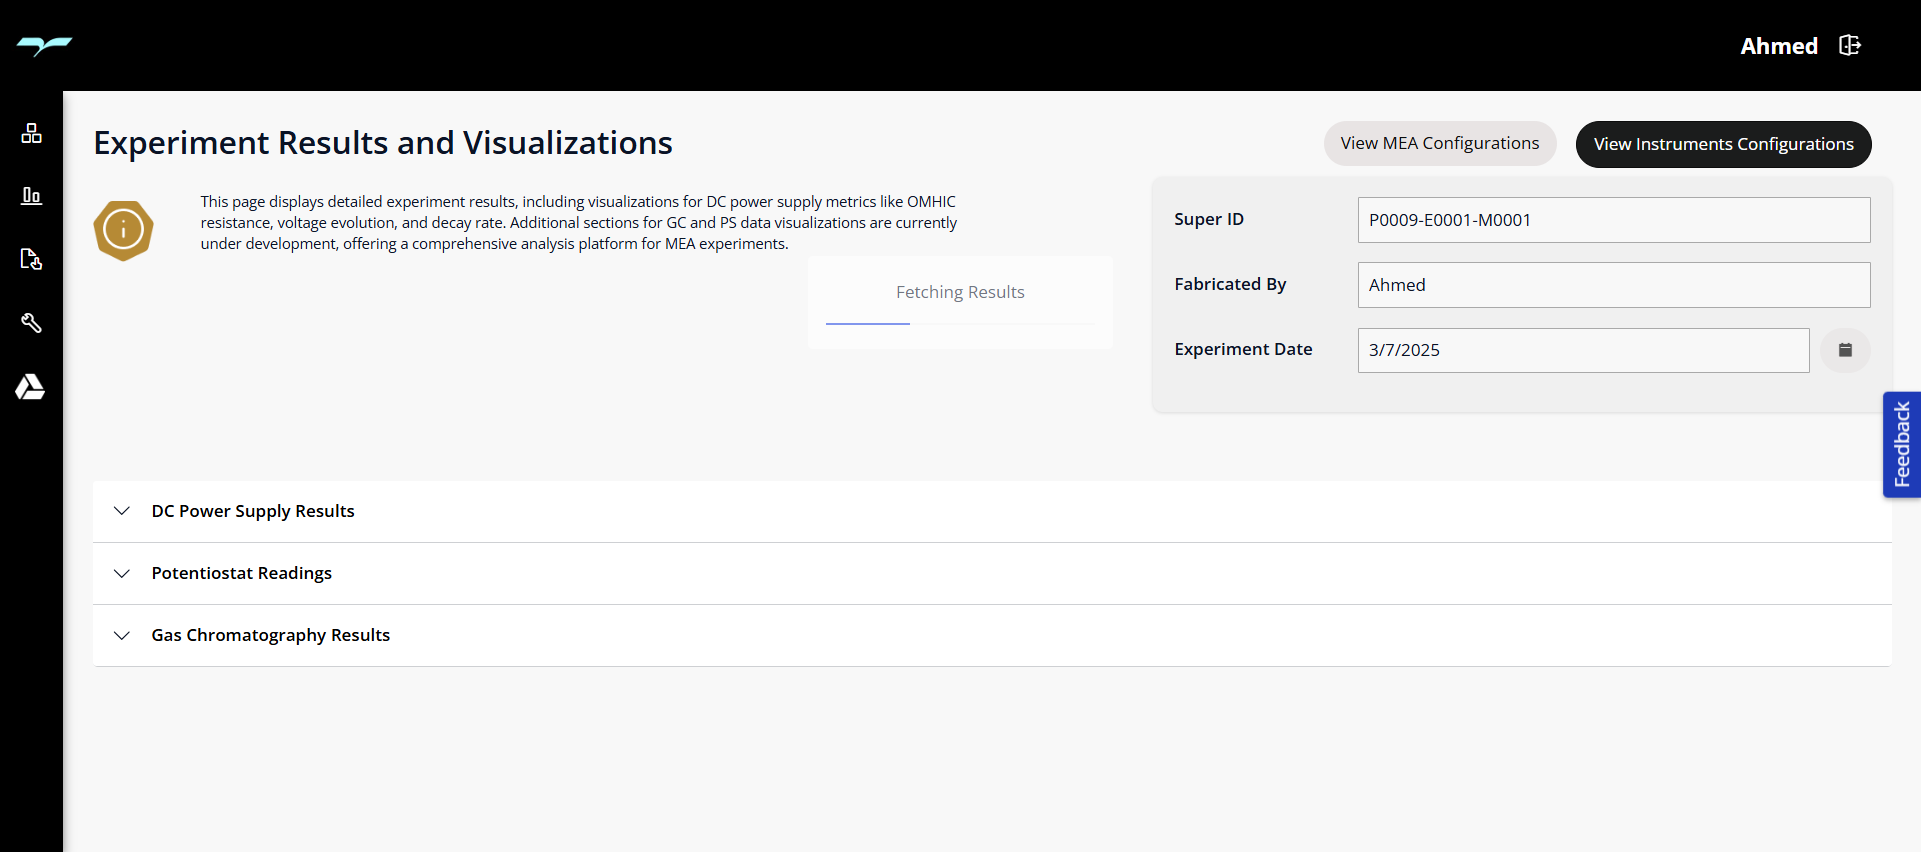 Ahmed
Experiment Results and Visualizations
View MEA Configurations
View Instruments Configurations
This page displays detailed experiment results, including visualizations for DC power supply metrics like OMHIC
resistance, voltage evolution, and decay rate. Additional sections for GC and PS data visualizations are currently
under development, offering a comprehensive analysis platform for MEA experiments.
Fetching Results
Super ID
P0009-E0001-M0001
Fabricated By
Ahmed
Experiment Date
3/7/2025
Feedback
DC Power Supply Results
Potentiostat Readings
Gas Chromatography Results